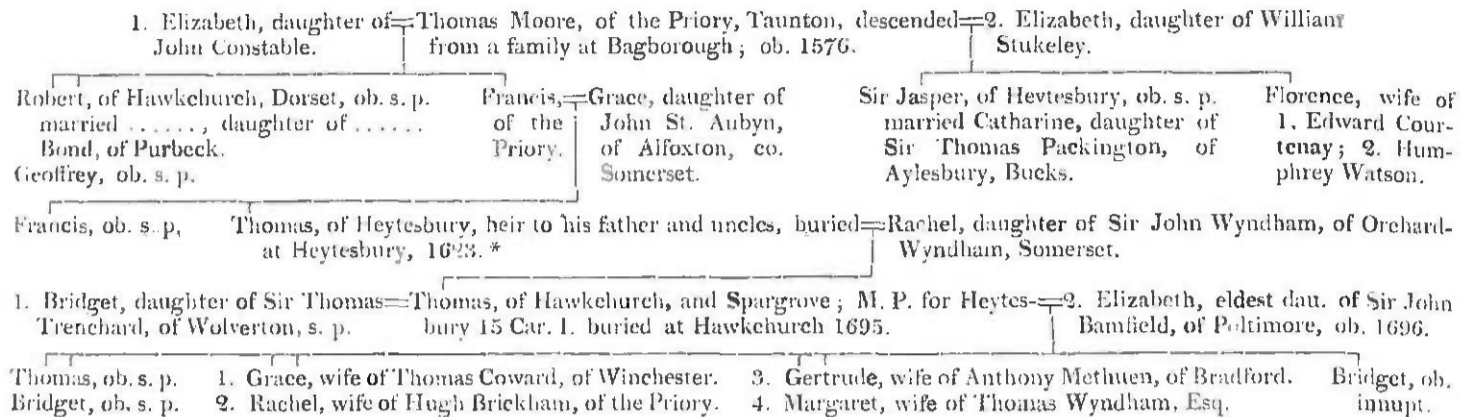 1. Elizabeth, daughter of John Constable.
Thomas Moore, of the Priory, Taunton, descended from a family at Bagborough; ob. 1576.
2. Elizabeth, daughter of William Stukeley.
Robert, of Hawkchurch, Dorset, ob. s. p.
married ......, daughter of ......
Bond, of Purbeck.
Geoffrey, ob. s. p.
Francis,
of the
Priory.
Grace, daughter of
John St. Aubyn,
of Alfoxton, co.
Somerset.
Sir Jasper, of Heytesbury, ob. s. p.
married Catharine, daughter of
Sir Thomas Packington, of
Aylesbury, Bucks.
Florence, wife of
1. Edward Cour-
tenay; 2. Hum-
phrey Watson.
Francis, ob. s. p.
Thomas, of Heytesbury, heir to his father and uncles, buried
at Heytesbury, 1623.*
Rachel, daughter of Sir John Wyndham, of Orchard-
Wyndham, Somerset.
1. Bridget, daughter of Sir Thomas
Trenchard, of Wolverton, s. p.
Thomas, of Hawkchurch, and Spargrove; M. P. for Heytes-
bury 15 Car. I. buried at Hawkchurch 1695.
2. Elizabeth, eldest dau. of Sir John
Bamfield, of Poltimore, ob. 1696.
Thomas, ob. s. p.
Bridget, ob. s. p.
1. Grace, wife of Thomas Coward, of Winchester.
2. Rachel, wife of Hugh Brickham, of the Priory.
3. Gertrude, wife of Anthony Methuen, of Bradford.
4. Margaret, wife of Thomas Wyndham, Esq.
Bridget, ob.
innupt.